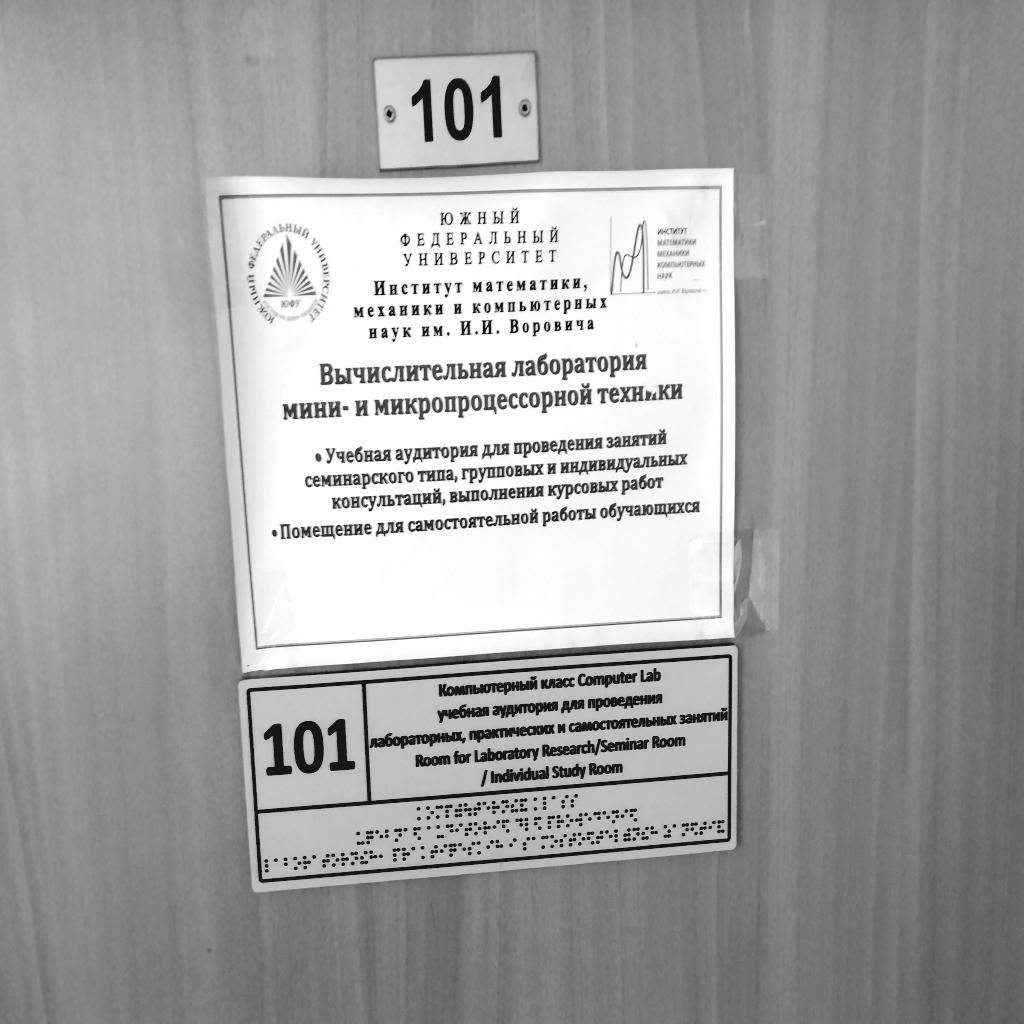 101
ЮЖНЫЙ
ФЕДЕРАЛЬНЫЙ
УНИВЕРСИТЕТ
ЮЖНЫЙ ФЕДЕРАЛЬНЫЙ УНИВЕРСИТЕТ
ЮФУ
ИНСТИТУТ
МАТЕМАТИКИ
МЕХАНИКИ
КОМПЬЮТЕРНЫХ
НАУК
имени И.И. Воровича
Институт математики,
механики и компьютерных
наук им. И.И. Воровича
Вычислительная лаборатория
мини- и микропроцессорной техники
• Учебная аудитория для проведения занятий
семинарского типа, групповых и индивидуальных
консультаций, выполнения курсовых работ
• Помещение для самостоятельной работы обучающихся
101
Компьютерный класс Computer Lab
учебная аудитория для проведения
лабораторных, практических и самостоятельных занятий
Room for Laboratory Research/Seminar Room
/ Individual Study Room